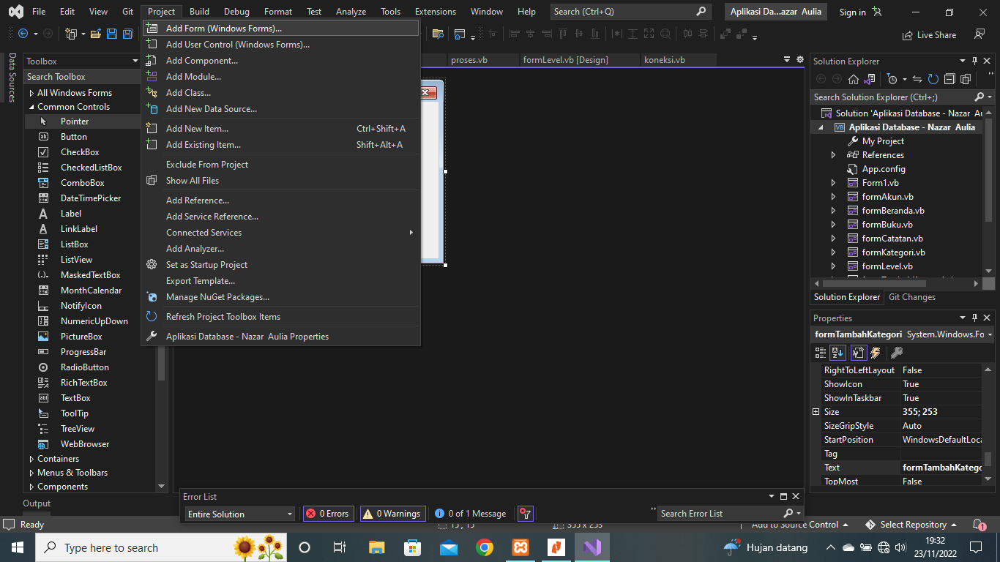 File Edit View Git Project Build Debug Format Test Analyze Tools Extensions Window Help Search (Ctrl+Q) Aplikasi Da...azar Aulia Sign in
Live Share
Data Sources
Toolbox
Search Toolbox
All Windows Forms
Common Controls
Pointer
Button
CheckBox
CheckedListBox
ComboBox
DateTimePicker
Label
LinkLabel
ListBox
ListView
MaskedTextBox
MonthCalendar
NotifyIcon
NumericUpDown
PictureBox
ProgressBar
RadioButton
RichTextBox
TextBox
ToolTip
TreeView
WebBrowser
Containers
Menus & Toolbars
Components
Output
Add Form (Windows Forms)...
Add User Control (Windows Forms)...
Add Component...
Add Module...
Add Class...
Add New Data Source...
Add New Item... Ctrl+Shift+A
Add Existing Item... Shift+Alt+A
Exclude From Project
Show All Files
Add Reference...
Add Service Reference...
Connected Services
Add Analyzer...
Set as Startup Project
Export Template...
Manage NuGet Packages...
Refresh Project Toolbox Items
Aplikasi Database - Nazar Aulia Properties
proses.vb formLevel.vb [Design] koneksi.vb
Solution Explorer
Search Solution Explorer (Ctrl+;)
Solution 'Aplikasi Database - Nazar Au
Aplikasi Database - Nazar Aulia
My Project
References
App.config
Form1.vb
formAkun.vb
formBeranda.vb
formBuku.vb
formCatatan.vb
formKategori.vb
formLevel.vb
Solution Explorer Git Changes
Properties
formTambahKategori System.Windows.Fo
RightToLeftLayout False
ShowIcon True
ShowInTaskbar True
Size 355; 253
SizeGripStyle Auto
StartPosition WindowsDefaultLoca
Tag
Text formTambahKatego
TopMost False
Error List
Entire Solution 0 Errors 0 Warnings 0 of 1 Message Search Error List
Ready 15 , 15 355 x 253 Add to Source Control Select Repository 1
Type here to search Hujan datang 19:32
23/11/2022